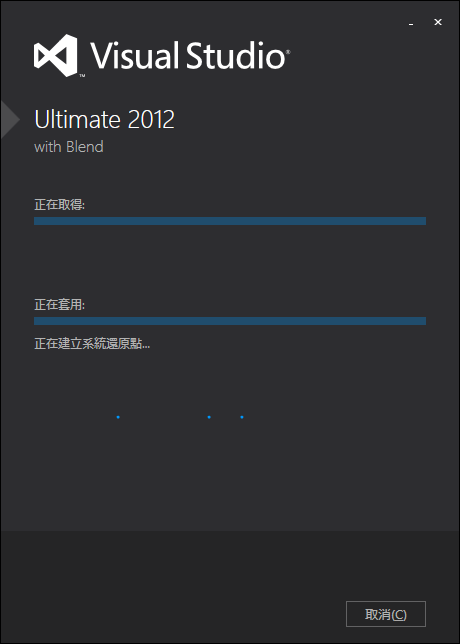 Visual Studio®
™
Ultimate 2012
with Blend
正在取得:
正在套用:
正在建立系統還原點...
取消(C)